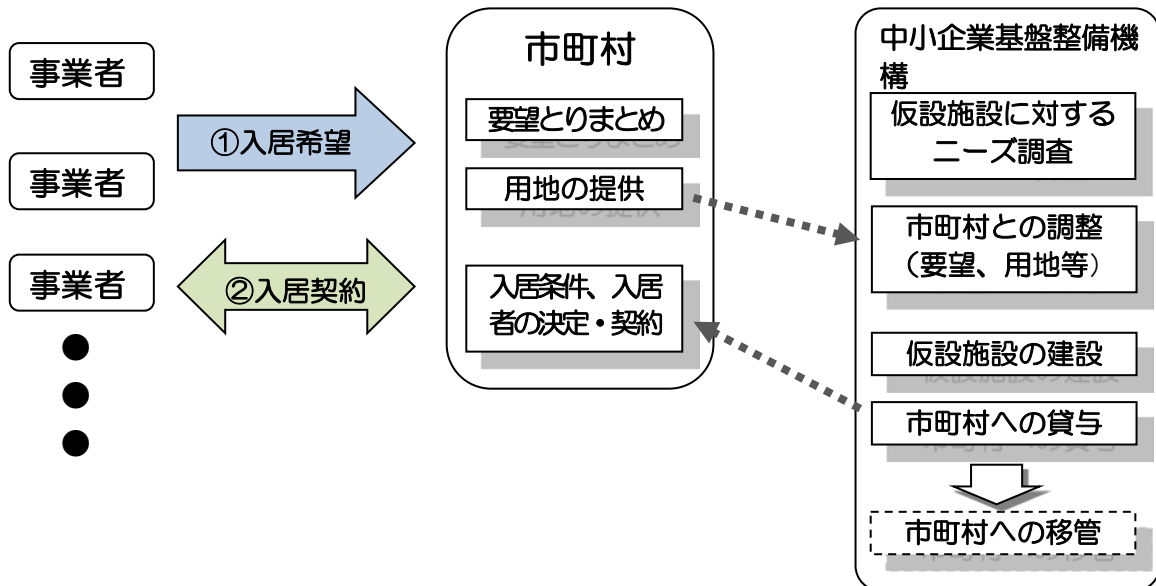 事業者
事業者
事業者
①入居希望
②入居契約
市町村
要望とりまとめ
用地の提供
入居条件、入居
者の決定・契約
中小企業基盤整備機
構
仮設施設に対する
ニーズ調査
市町村との調整
（要望、用地等）
仮設施設の建設
市町村への貸与
市町村への移管